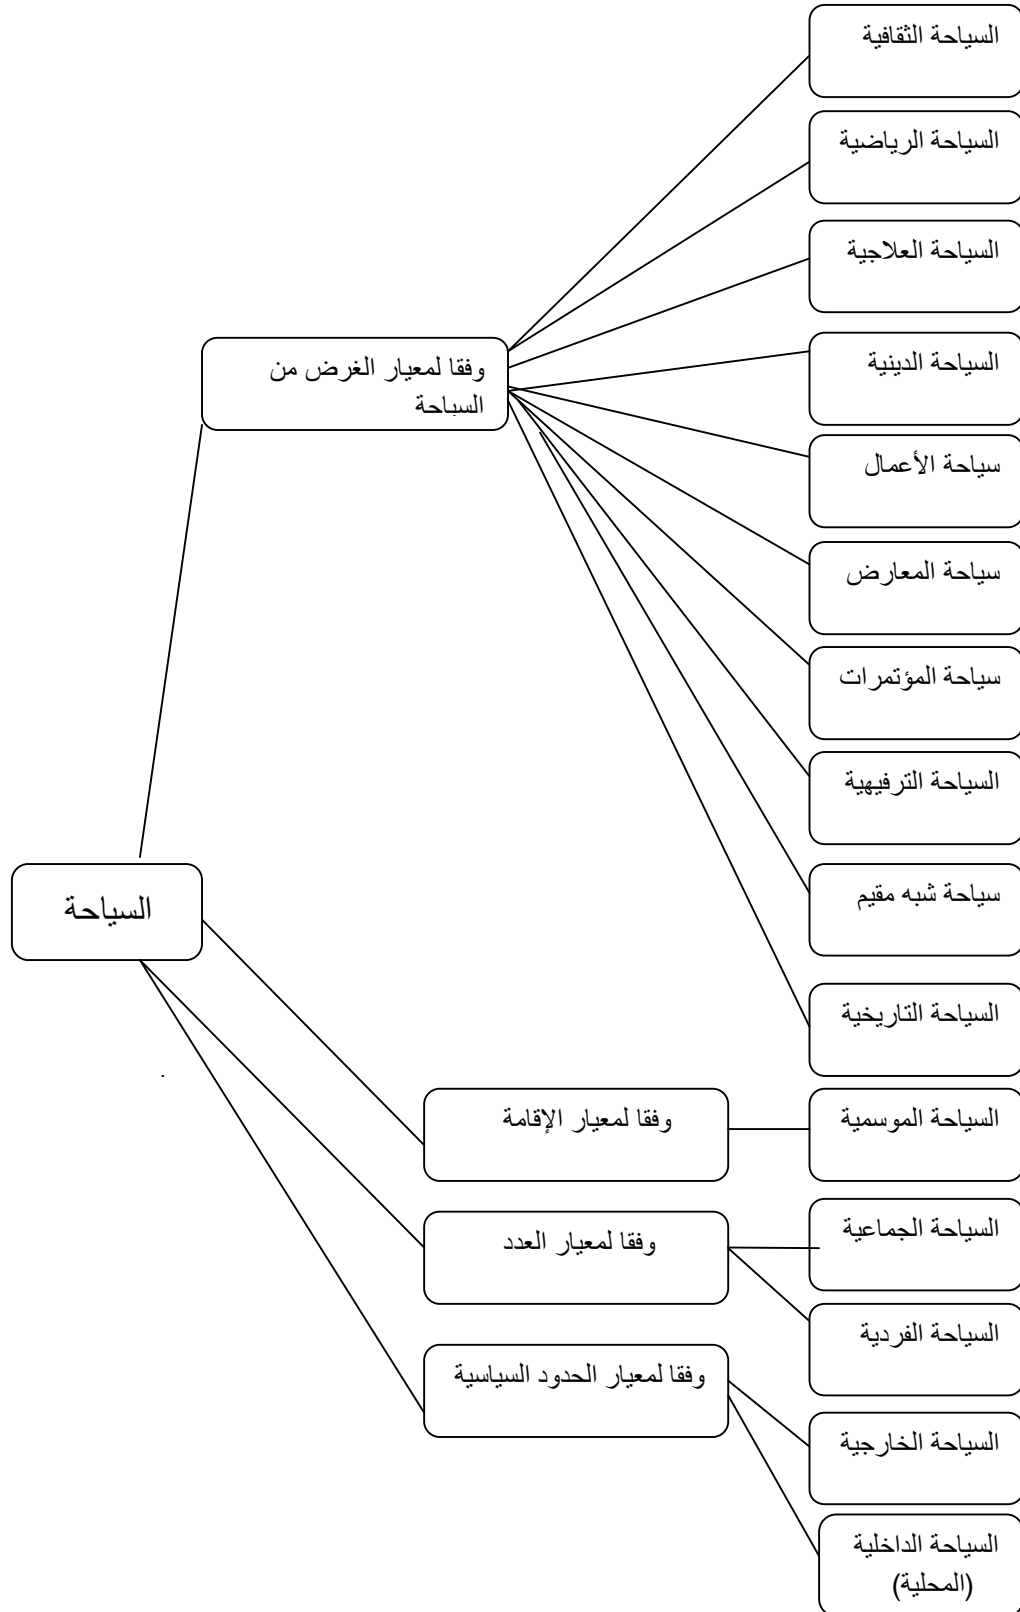 السياحة الثقافية
السياحة الرياضية
السياحة العلاجية
وفقا لمعيار الغرض من
السياحة
السياحة الدينية
سياحة الأعمال
سياحة المعارض
سياحة المؤتمرات
السياحة الترفيهية
السياحة
سياحة شبه مقيم
السياحة التاريخية
وفقا لمعيار الإقامة
السياحة الموسمية
وفقا لمعيار العدد
السياحة الجماعية
السياحة الفردية
وفقا لمعيار الحدود السياسية
السياحة الخارجية
السياحة الداخلية
(المحلية)